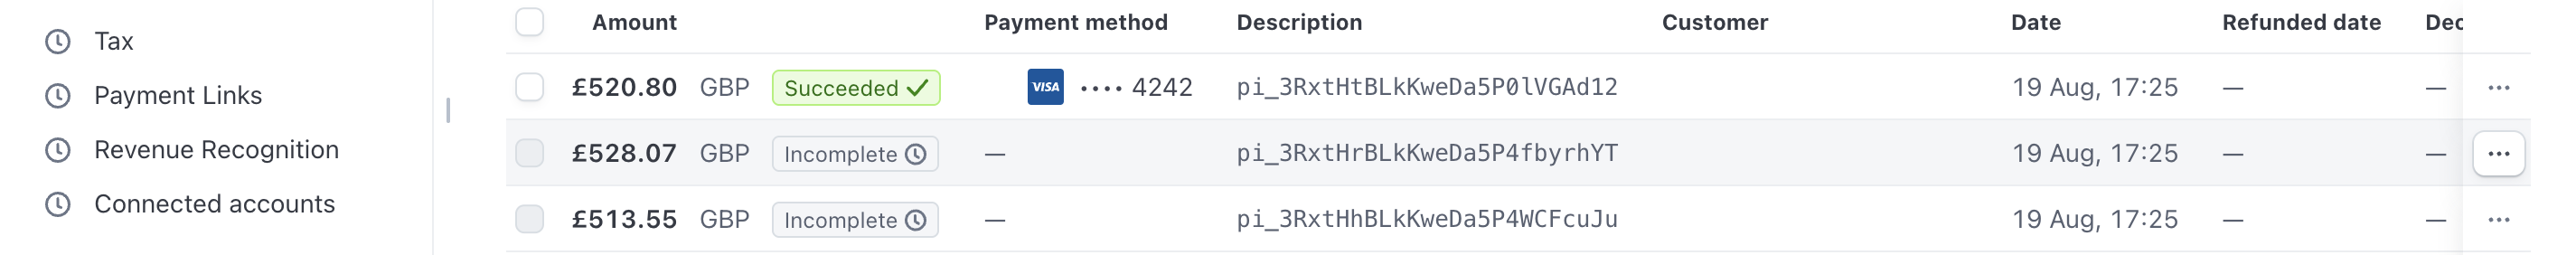 Tax
Payment Links
Revenue Recognition
Connected accounts
Amount Payment method Description Customer Date Refunded date Dec
£520.80 GBP Succeeded VISA •••• 4242 pi_3RxtHtBLkKweDa5P0lVGAd12 19 Aug, 17:25 — — ···
£528.07 GBP Incomplete — pi_3RxtHrBLkKweDa5P4fbyrhYT 19 Aug, 17:25 — — ···
£513.55 GBP Incomplete — pi_3RxtHhBLkKweDa5P4WCFcuJu 19 Aug, 17:25 — — ···